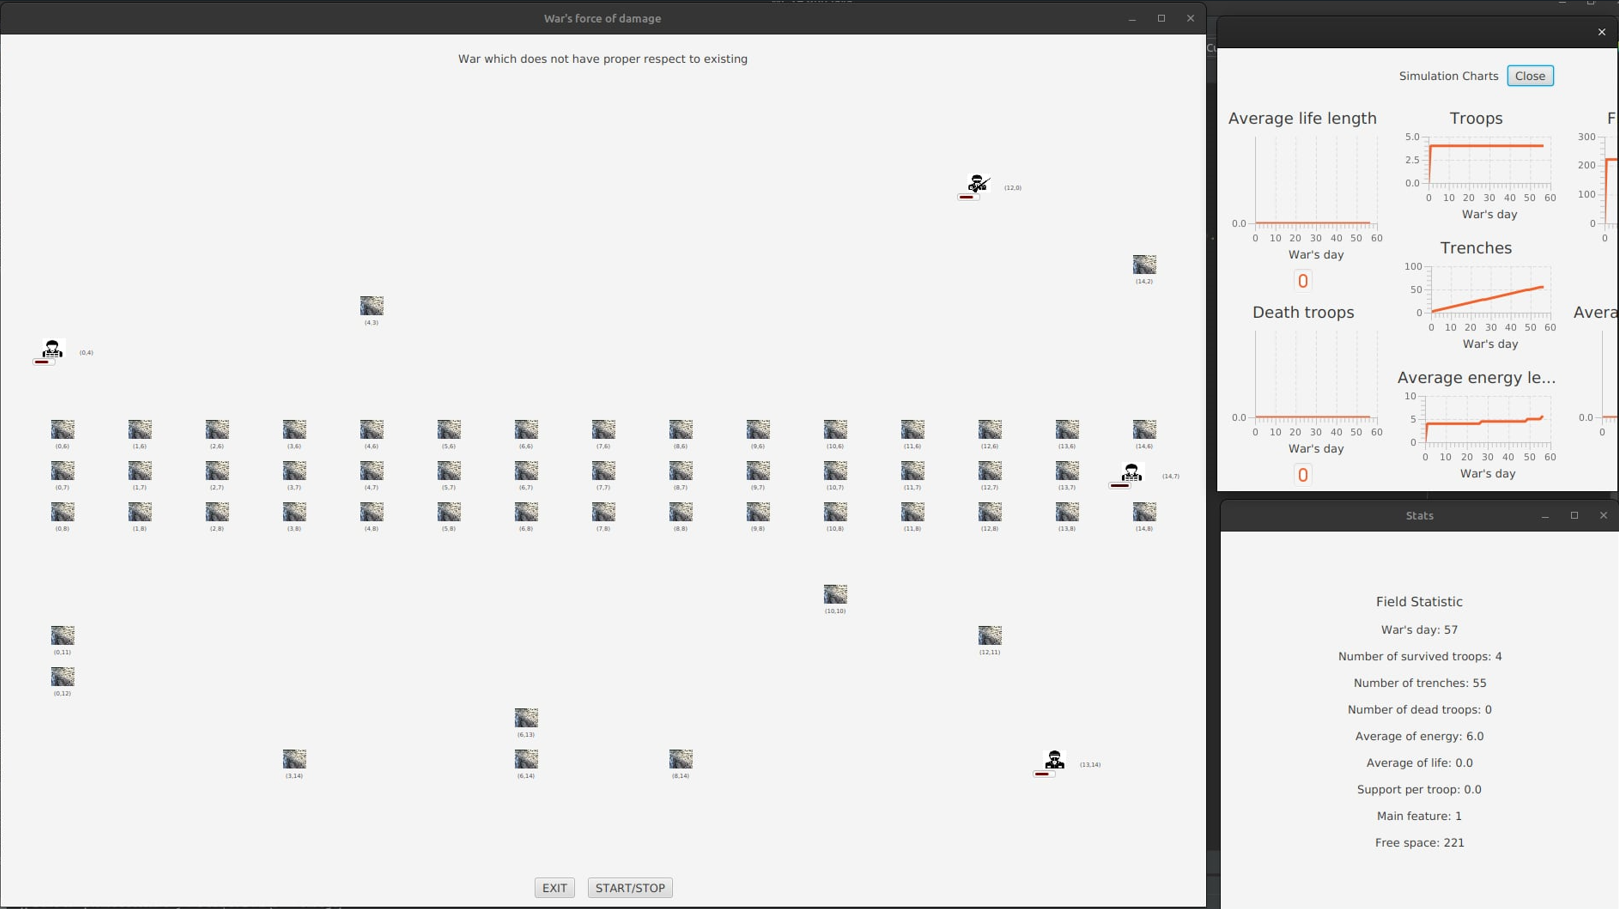 War's force of damage
War which does not have proper respect to existing
(12,0)
(14,2)
(4,3)
(0,4)
(0,6) (1,6) (2,6) (3,6) (4,6) (5,6) (6,6) (7,6) (8,6) (9,6) (10,6) (11,6) (12,6) (13,6) (14,6)
(0,7) (1,7) (2,7) (3,7) (4,7) (5,7) (6,7) (7,7) (8,7) (9,7) (10,7) (11,7) (12,7) (13,7) (14,7)
(0,8) (1,8) (2,8) (3,8) (4,8) (5,8) (6,8) (7,8) (8,8) (9,8) (10,8) (11,8) (12,8) (13,8) (14,8)
(10,10)
(0,11) (12,11)
(0,12)
(6,13)
(3,14) (6,14) (8,14) (13,14)
EXIT START/STOP
Simulation Charts Close
Average life length
0.0
0 10 20 30 40 50 60
War's day
0
Death troops
0.0
0 10 20 30 40 50 60
War's day
0
Troops
5.0
2.5
0.0
0 10 20 30 40 50 60
War's day
Trenches
100
50
0
0 10 20 30 40 50 60
War's day
Average energy le...
10
5
0
0 10 20 30 40 50 60
War's day
F
300
200
100
0
0
Avera
0.0
0
Stats
Field Statistic
War's day: 57
Number of survived troops: 4
Number of trenches: 55
Number of dead troops: 0
Average of energy: 6.0
Average of life: 0.0
Support per troop: 0.0
Main feature: 1
Free space: 221